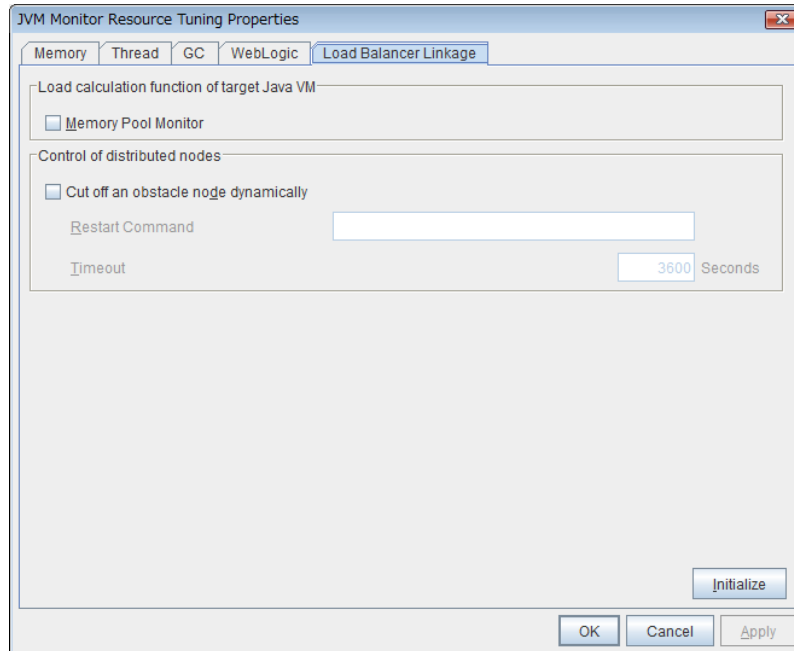 JVM Monitor Resource Tuning Properties
Memory Thread GC WebLogic Load Balancer Linkage
Load calculation function of target Java VM
Memory Pool Monitor
Control of distributed nodes
Cut off an obstacle node dynamically
Restart Command
Timeout 3600 Seconds
Initialize
OK Cancel Apply